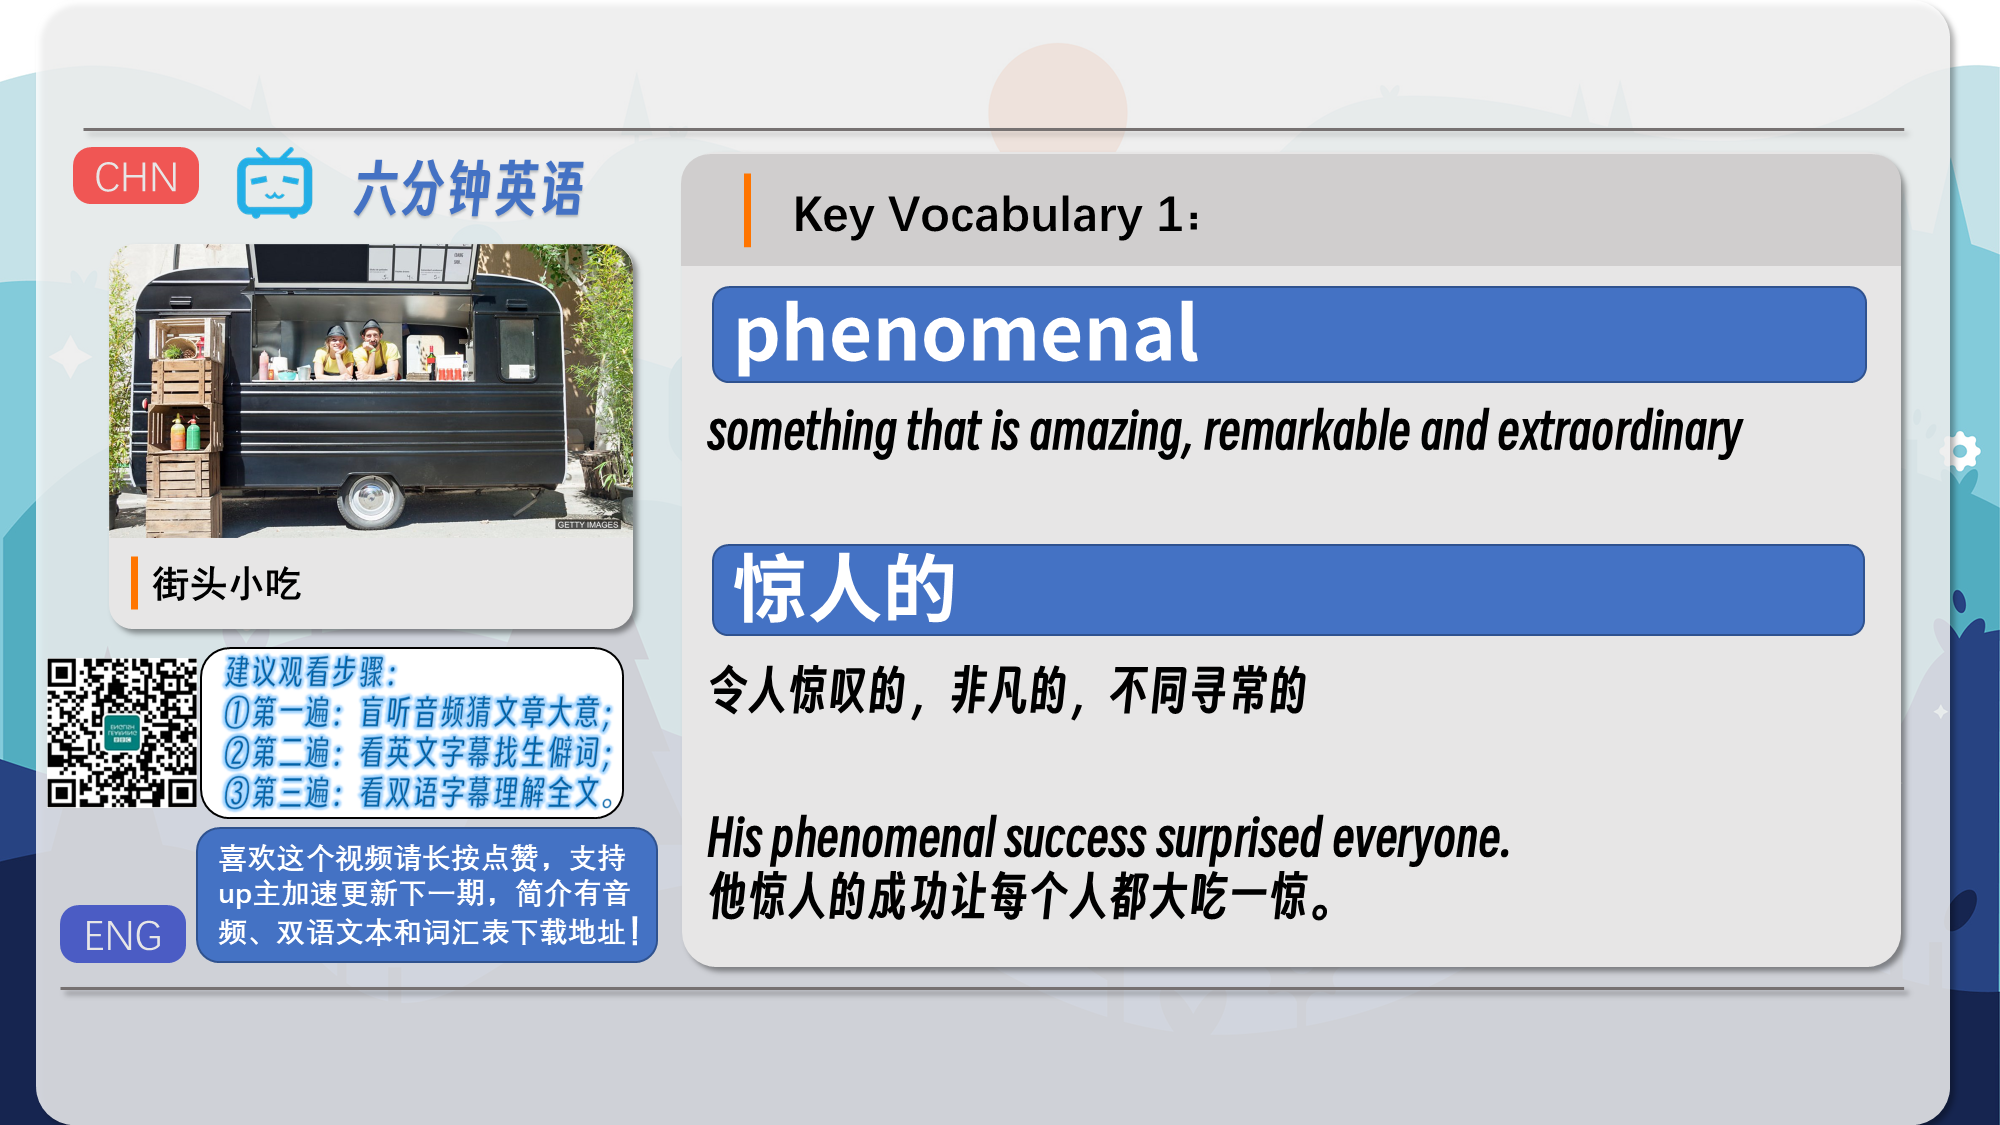 CHN
六分钟英语
GETTY IMAGES
街头小吃
建议观看步骤：
①第一遍：盲听音频猜文章大意；
②第二遍：看英文字幕找生僻词；
③第三遍：看双语字幕理解全文。
喜欢这个视频请长按点赞，支持
up主加速更新下一期，简介有音
频、双语文本和词汇表下载地址！
ENG
Key Vocabulary 1:
phenomenal
something that is amazing, remarkable and extraordinary
惊人的
令人惊叹的，非凡的，不同寻常的
His phenomenal success surprised everyone.
他惊人的成功让每个人都大吃一惊。